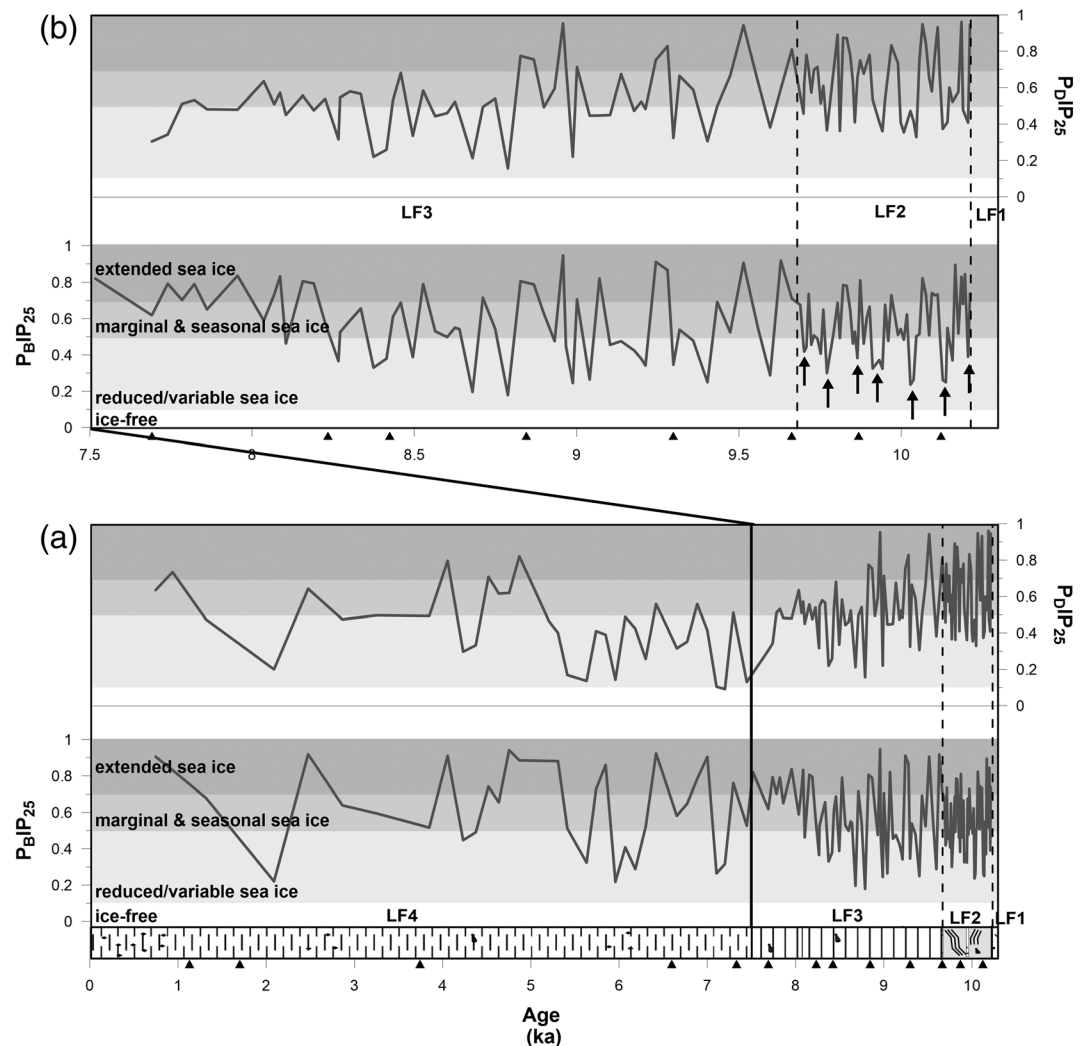 (b)
1
0.8
0.6
0.4
0.2
0
PDIP25
LF3
LF2
LF1
1
0.8
0.6
0.4
0.2
0
PBIP25
extended sea ice
marginal & seasonal sea ice
reduced/variable sea ice
ice-free
7.5 8 8.5 9 9.5 10
(a)
1
0.8
0.6
0.4
0.2
0
PDIP25
1
0.8
0.6
0.4
0.2
0
PBIP25
extended sea ice
marginal & seasonal sea ice
reduced/variable sea ice
ice-free
LF4
LF3
LF2
LF1
0 1 2 3 4 5 6 7 8 9 10
Age
(ka)